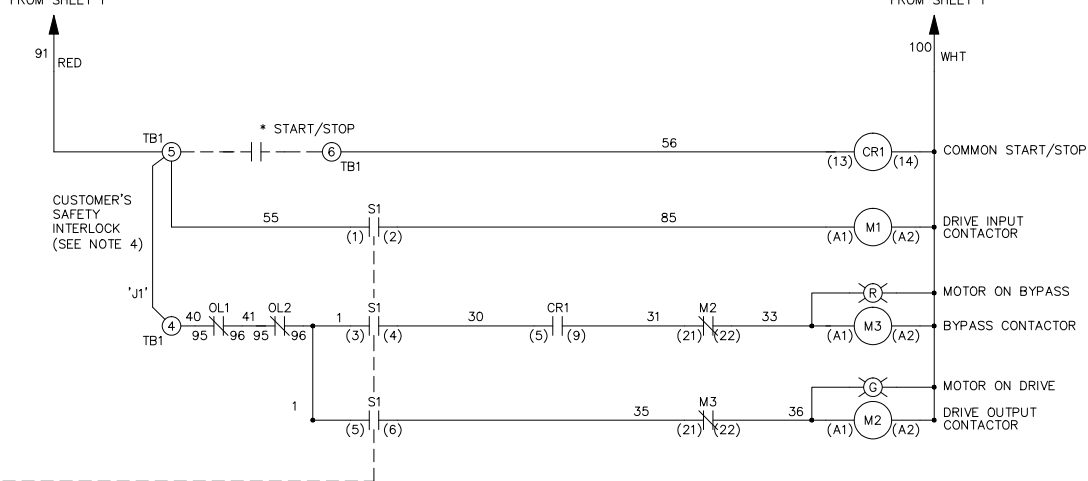 FROM SHEET 1
FROM SHEET 1
91
RED
100
WHT
* START/STOP
TB1
5
6
TB1
56
(13)
CR1
(14)
COMMON START/STOP
CUSTOMER'S
SAFETY
INTERLOCK
(SEE NOTE 4)
55
S1
(1)
(2)
85
(A1)
M1
(A2)
DRIVE INPUT
CONTACTOR
'J1'
R
MOTOR ON BYPASS
4
TB1
40
OL1
95
96
41
OL2
95
96
1
S1
(3)
(4)
30
CR1
(5)
(9)
31
M2
(21)
(22)
33
(A1)
M3
(A2)
BYPASS CONTACTOR
G
MOTOR ON DRIVE
1
S1
(5)
(6)
35
M3
(21)
(22)
36
(A1)
M2
(A2)
DRIVE OUTPUT
CONTACTOR